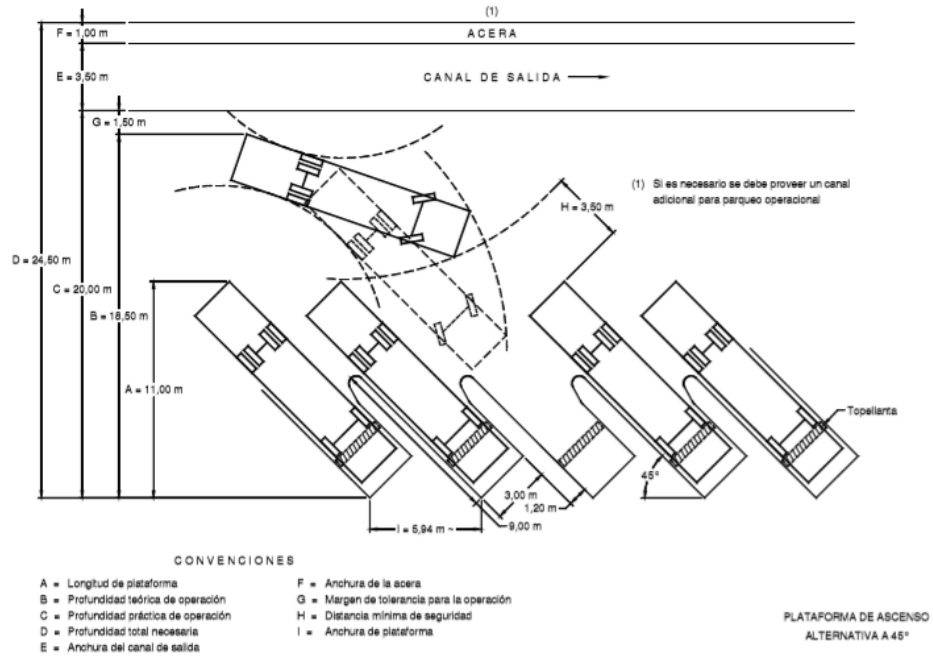 (1)
F = 1,00 m
ACERA
E = 3,50 m
CANAL DE SALIDA
G = 1,50 m
(1) Si es necesario se debe proveer un canal
adicional para parqueo operacional
H = 3,50 m
D = 24,50 m
C = 20,00 m
B = 18,50 m
A = 11,00 m
Topellanta
45°
3,00 m
1,20 m
9,00 m
I = 5,94 m
CONVENCIONES
A = Longitud de plataforma
B = Profundidad teórica de operación
C = Profundidad práctica de operación
D = Profundidad total necesaria
E = Anchura del canal de salida
F = Anchura de la acera
G = Margen de tolerancia para la operación
H = Distancia mínima de seguridad
I = Anchura de plataforma
PLATAFORMA DE ASCENSO
ALTERNATIVA A 45°